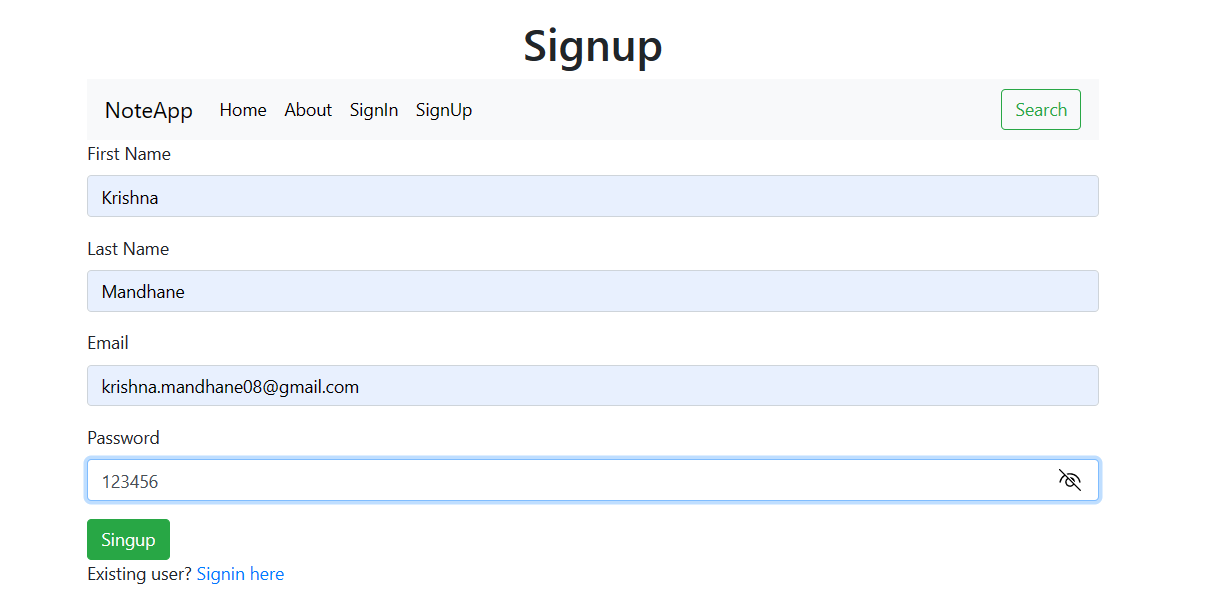 Signup
NoteApp Home About SignIn SignUp Search
First Name
Krishna
Last Name
Mandhane
Email
krishna.mandhane08@gmail.com
Password
123456
Singup
Existing user? Signin here